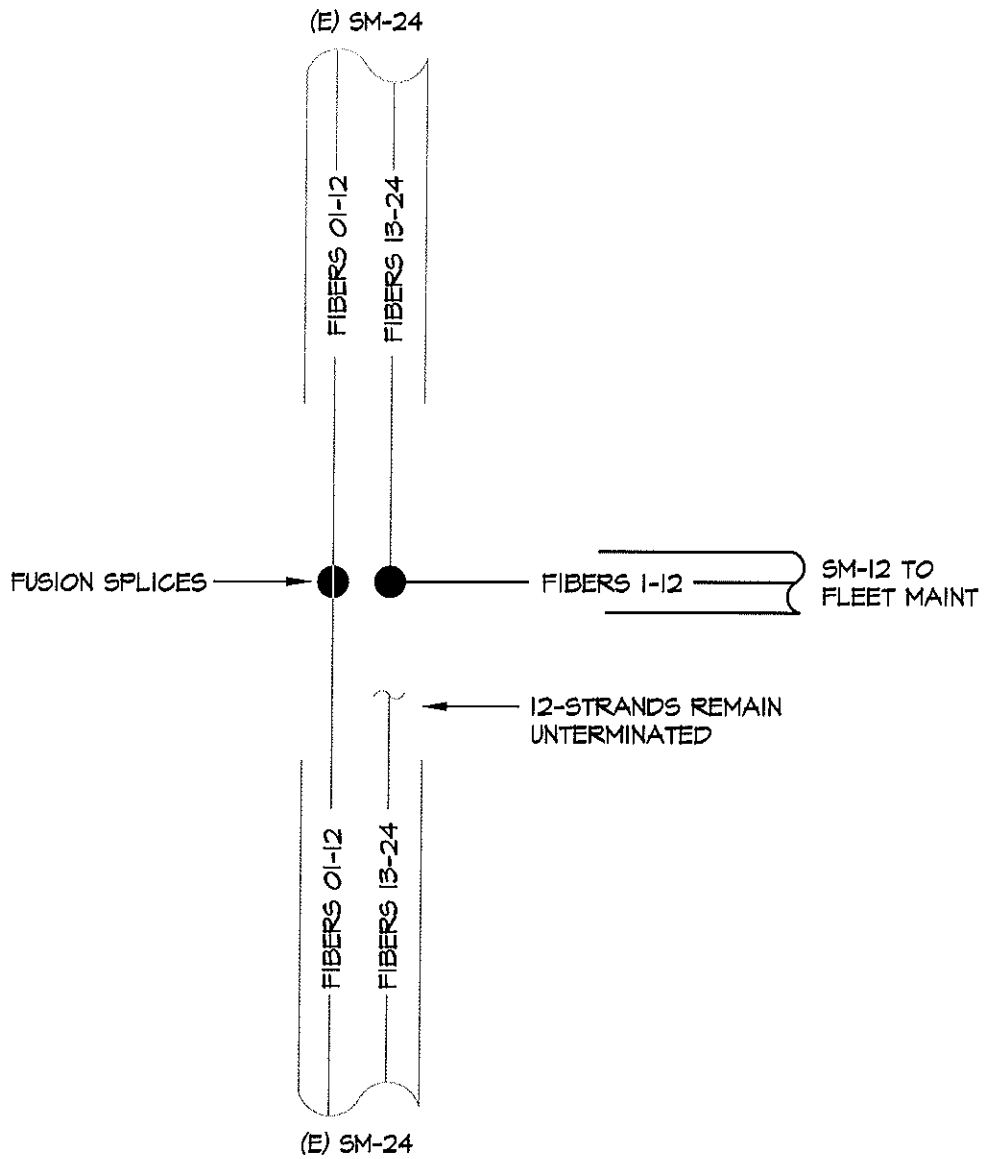 (E) SM-24
FIBERS 01-12
FIBERS 13-24
FUSION SPLICES
FIBERS 1-12
SM-12 TO
FLEET MAINT
12-STRANDS REMAIN
UNTERMINATED
FIBERS 01-12
FIBERS 13-24
(E) SM-24